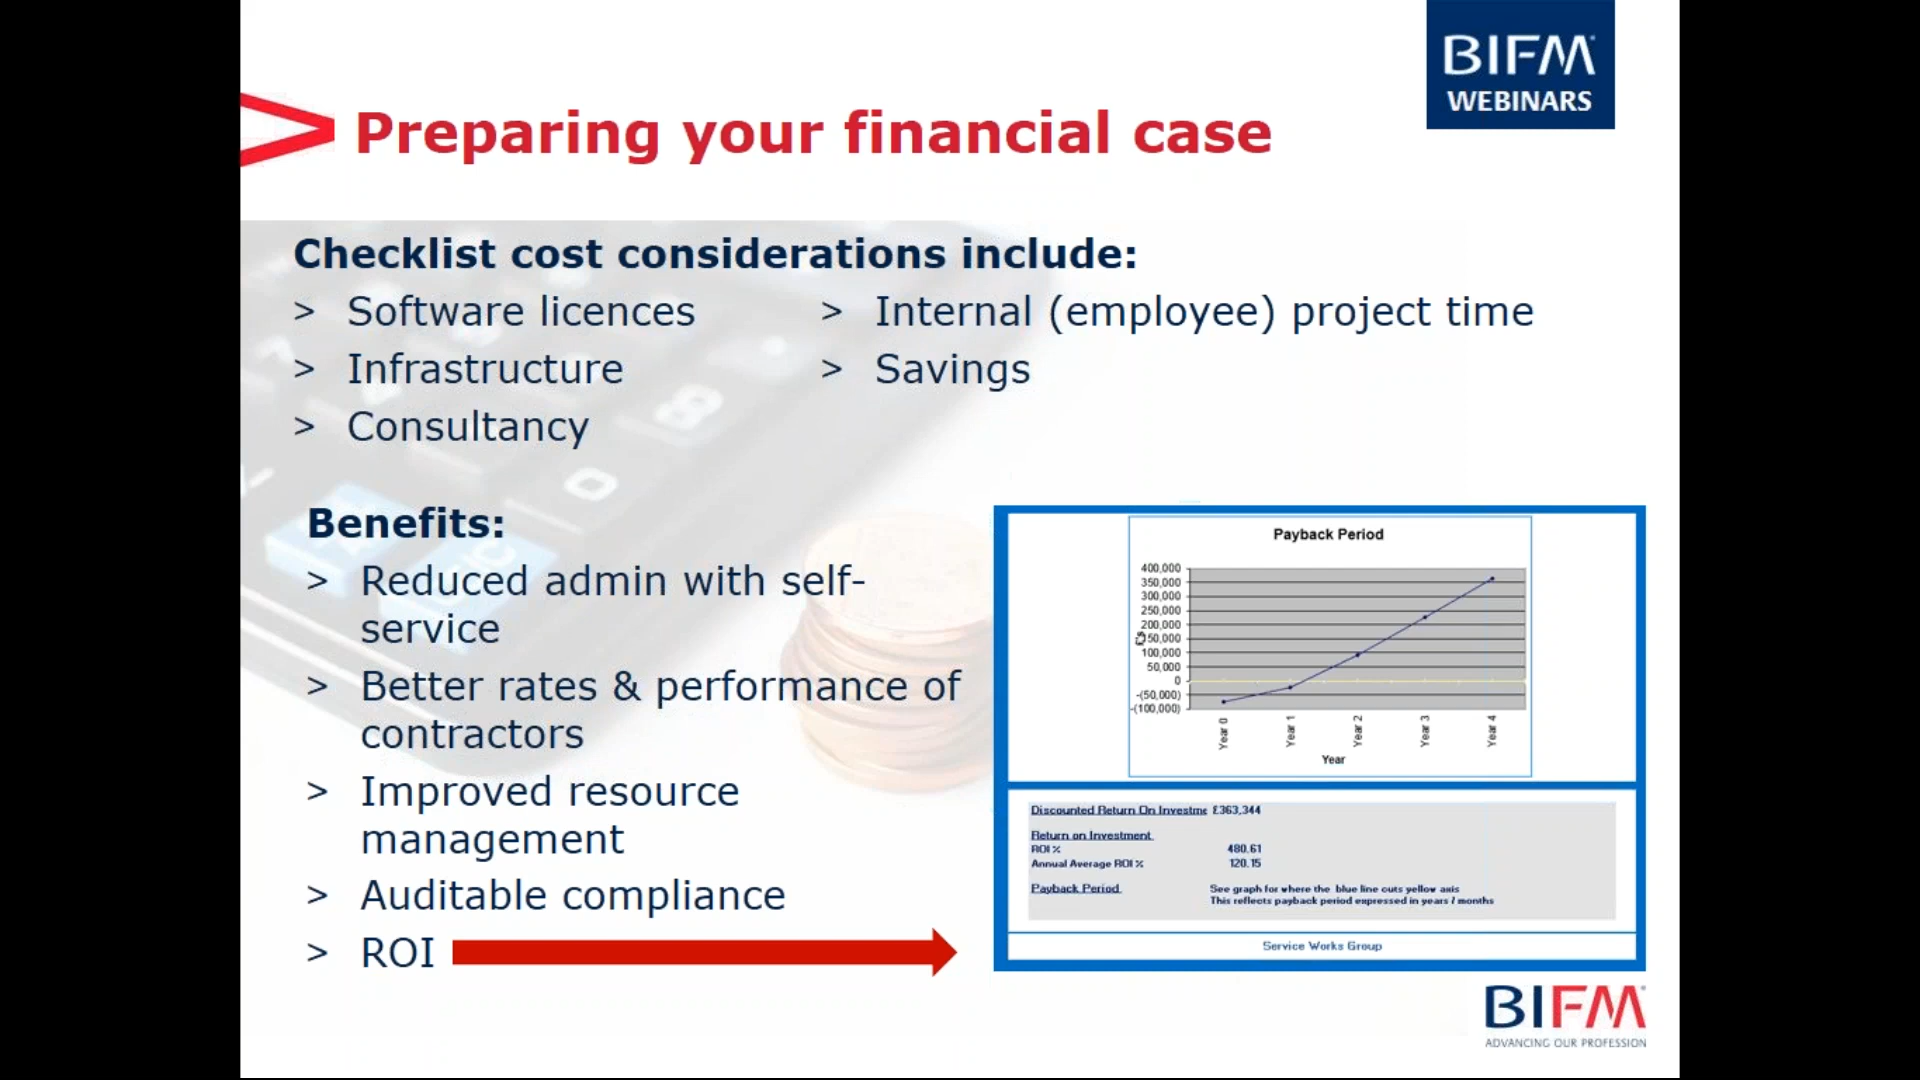 BIFM
WEBINARS
> Preparing your financial case
Checklist cost considerations include:
> Software licences
> Infrastructure
> Consultancy
> Internal (employee) project time
> Savings
Benefits:
> Reduced admin with self-
service
> Better rates & performance of
contractors
> Improved resource
management
> Auditable compliance
> ROI
Payback Period
400,000
350,000
300,000
250,000
200,000
150,000
100,000
50,000
0
-(50,000)
-(100,000)
£'s
Year 0
Year 1
Year 2
Year 3
Year 4
Year
Discounted Return On Investme £363,344
Return on Investment
ROI % 480.61
Annual Average ROI % 120.15
Payback Period See graph for where the blue line cuts yellow axis
This reflects payback period expressed in years / months
Service Works Group
BIFM
ADVANCING OUR PROFESSION